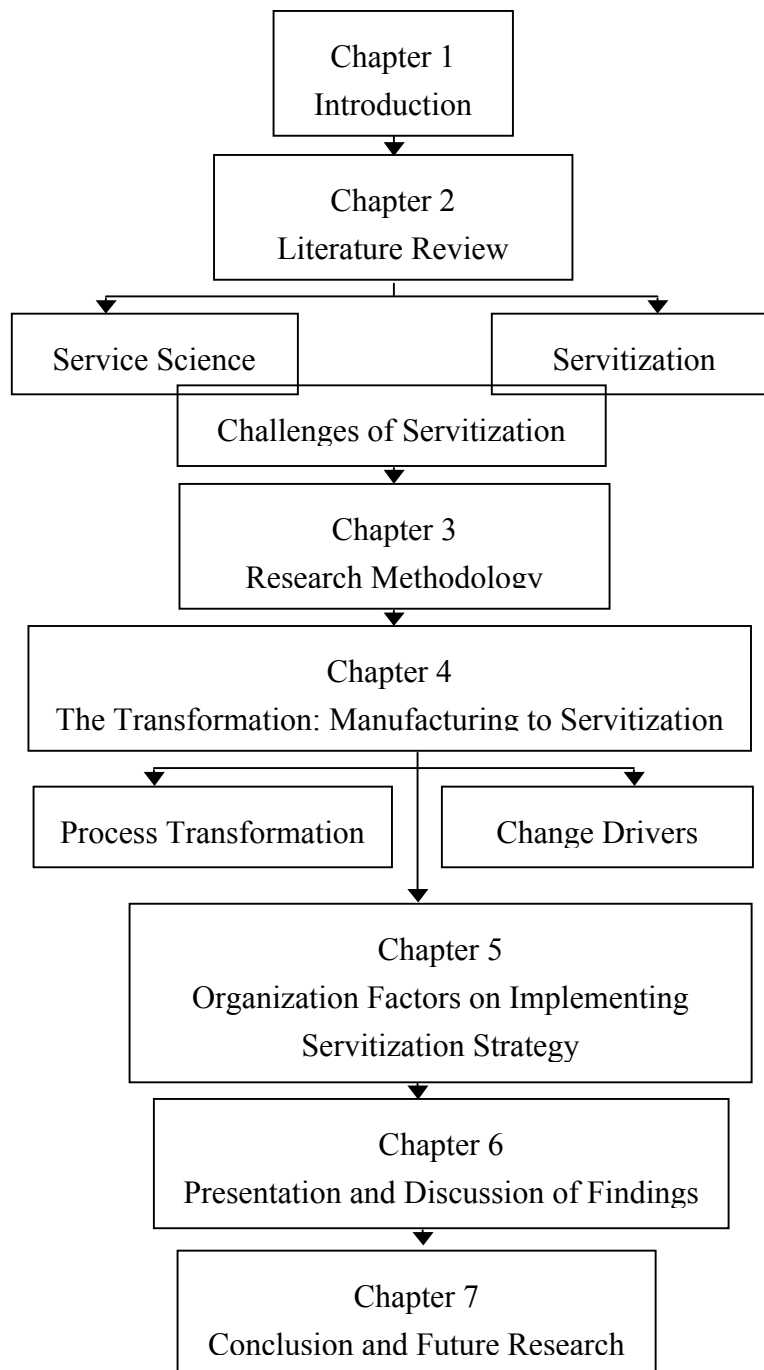 Chapter 1
Introduction
Chapter 2
Literature Review
Service Science
Servitization
Challenges of Servitization
Chapter 3
Research Methodology
Chapter 4
The Transformation: Manufacturing to Servitization
Process Transformation
Change Drivers
Chapter 5
Organization Factors on Implementing
Servitization Strategy
Chapter 6
Presentation and Discussion of Findings
Chapter 7
Conclusion and Future Research